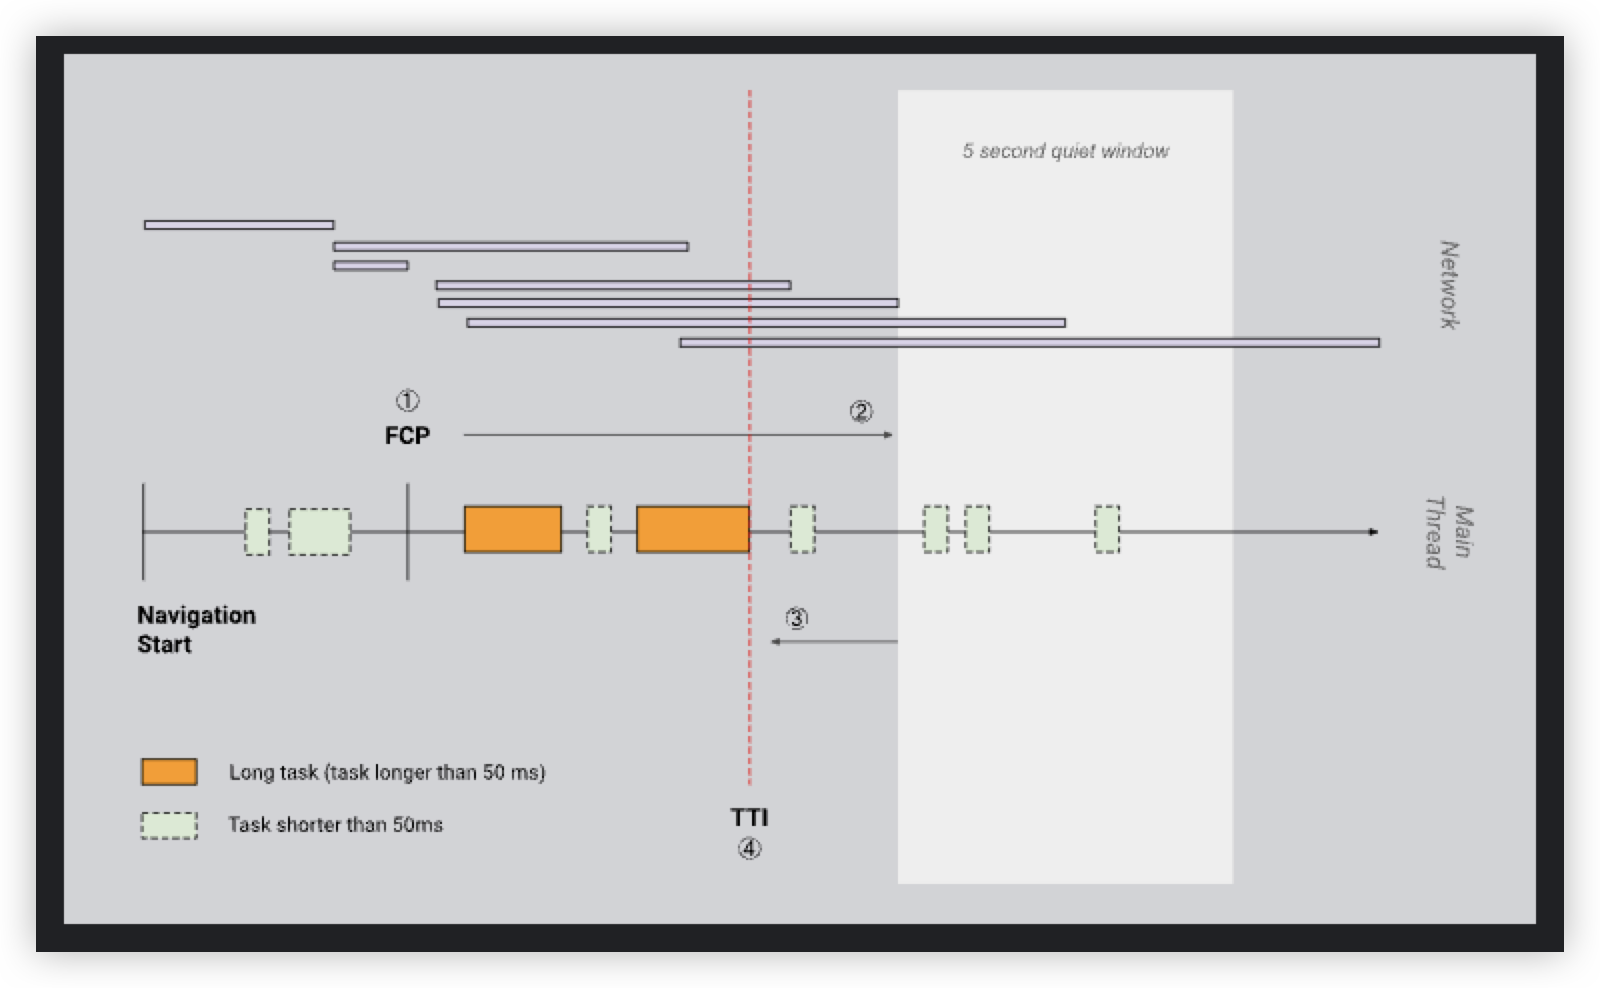 5 second quiet window
Network
①
FCP
②
Main
Thread
Navigation
Start
③
Long task (task longer than 50 ms)
Task shorter than 50ms
TTI
④